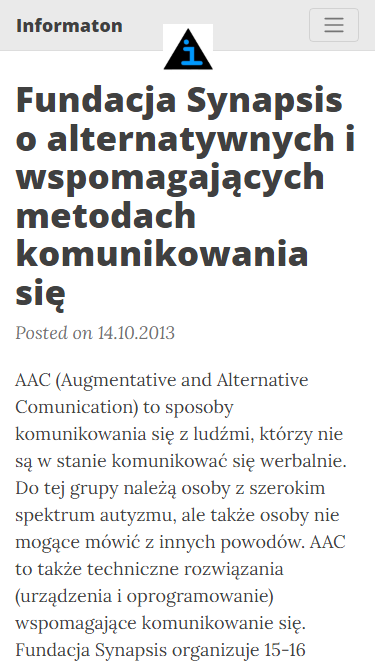 Informaton
Fundacja Synapsis
o alternatywnych i
wspomagających
metodach
komunikowania
się
Posted on 14.10.2013
AAC (Augmentative and Alternative
Comunication) to sposoby
komunikowania się z ludźmi, którzy nie
są w stanie komunikować się werbalnie.
Do tej grupy należą osoby z szerokim
spektrum autyzmu, ale także osoby nie
mogące mówić z innych powodów. AAC
to także techniczne rozwiązania
(urządzenia i oprogramowanie)
wspomagające komunikowanie się.
Fundacja Synapsis organizuje 15-16